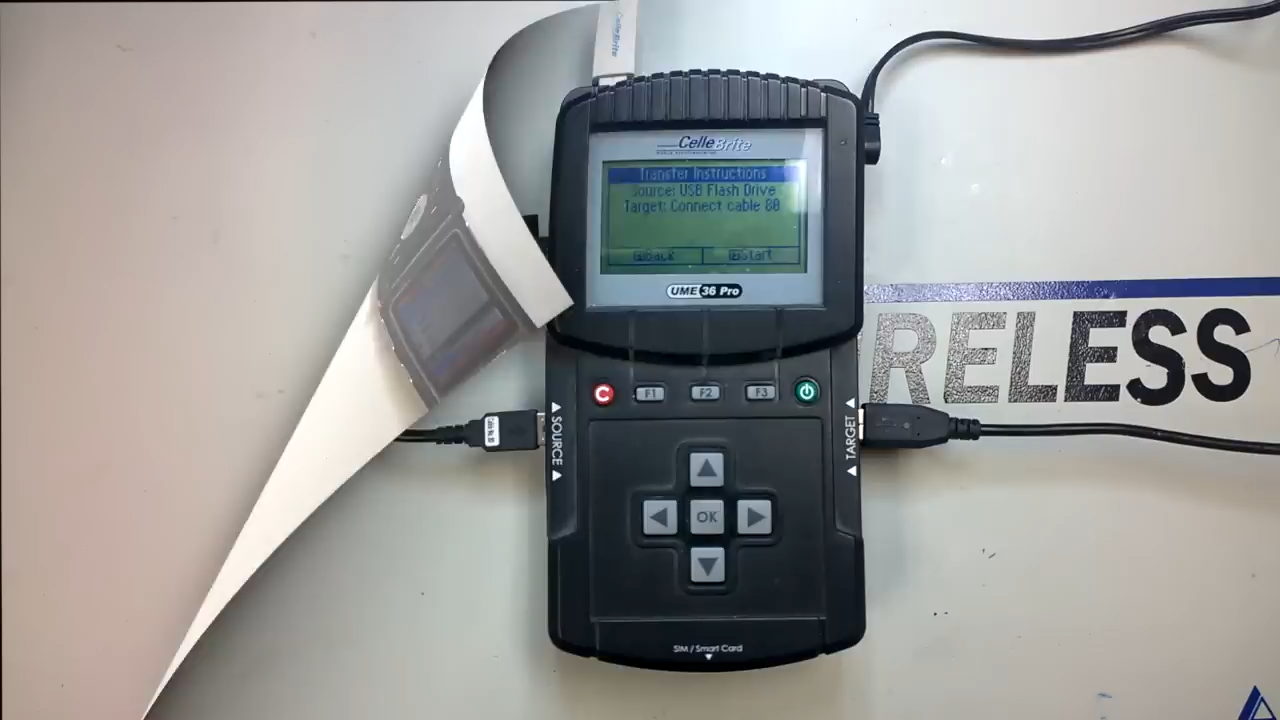 CelleBrite
CelleBrite
Transfer Instructions
Source: USB Flash Drive
Target: Connect cable 80
Back
Start
UME 36 Pro
C
F1
F2
F3
SOURCE
TARGET
RELESS
OK
SIM / Smart Card